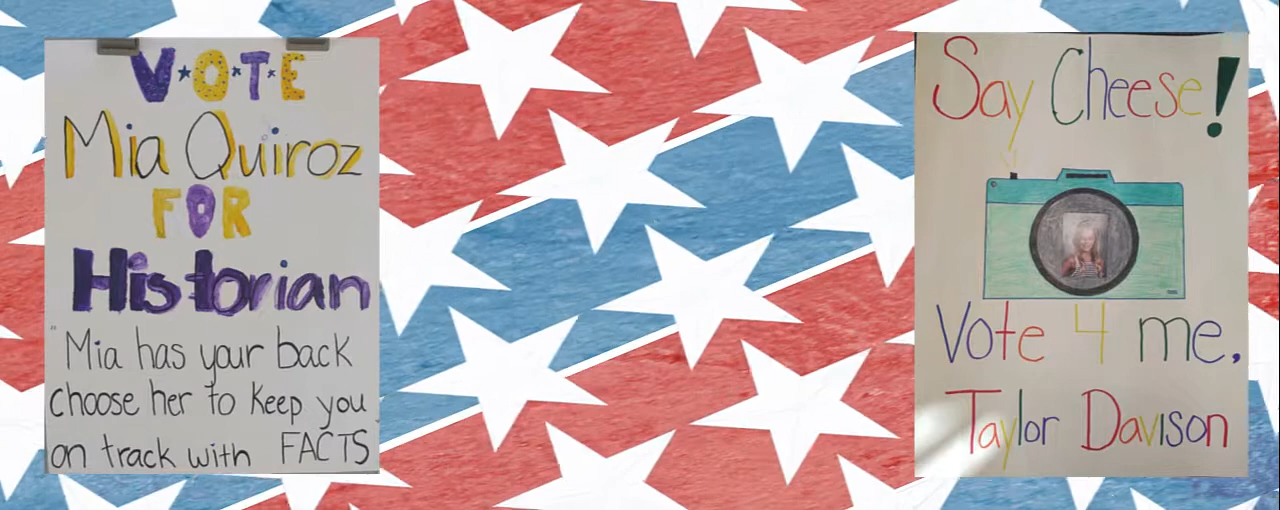 V★O★T★E
Mia Quiroz
FOR
Historian
"Mia has your back
choose her to keep you
on track with FACTS
Say Cheese!
Vote 4 me,
Taylor Davison